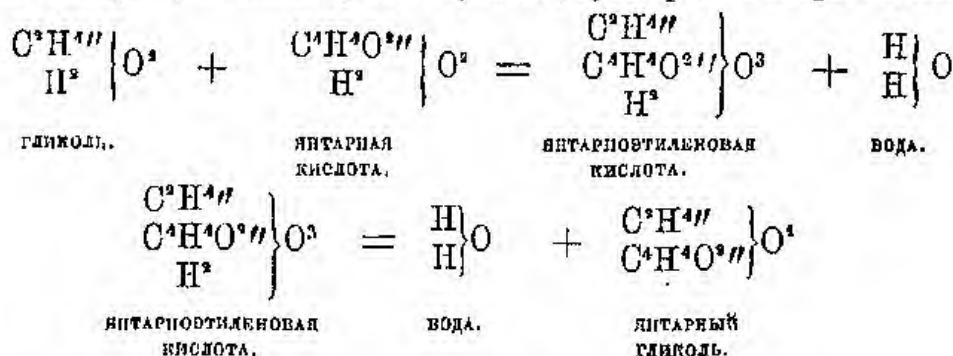 C²H⁴″ } O² + C⁴H⁴O²″ } O² = C²H⁴″ } O³ + H } O
H² H² C⁴H⁴O²″ H
H²
ГЛИКОЛЬ. ЯНТАРНАЯ КИСЛОТА. ЯНТАРНОЭТИЛЕНОВАЯ КИСЛОТА. ВОДА.
C²H⁴″ } O³ = H } O + C²H⁴″ } O²
C⁴H⁴O²″ H C⁴H⁴O²″
H²
ЯНТАРНОЭТИЛЕНОВАЯ КИСЛОТА. ВОДА. ЯНТАРНЫЙ ГЛИКОЛЬ.